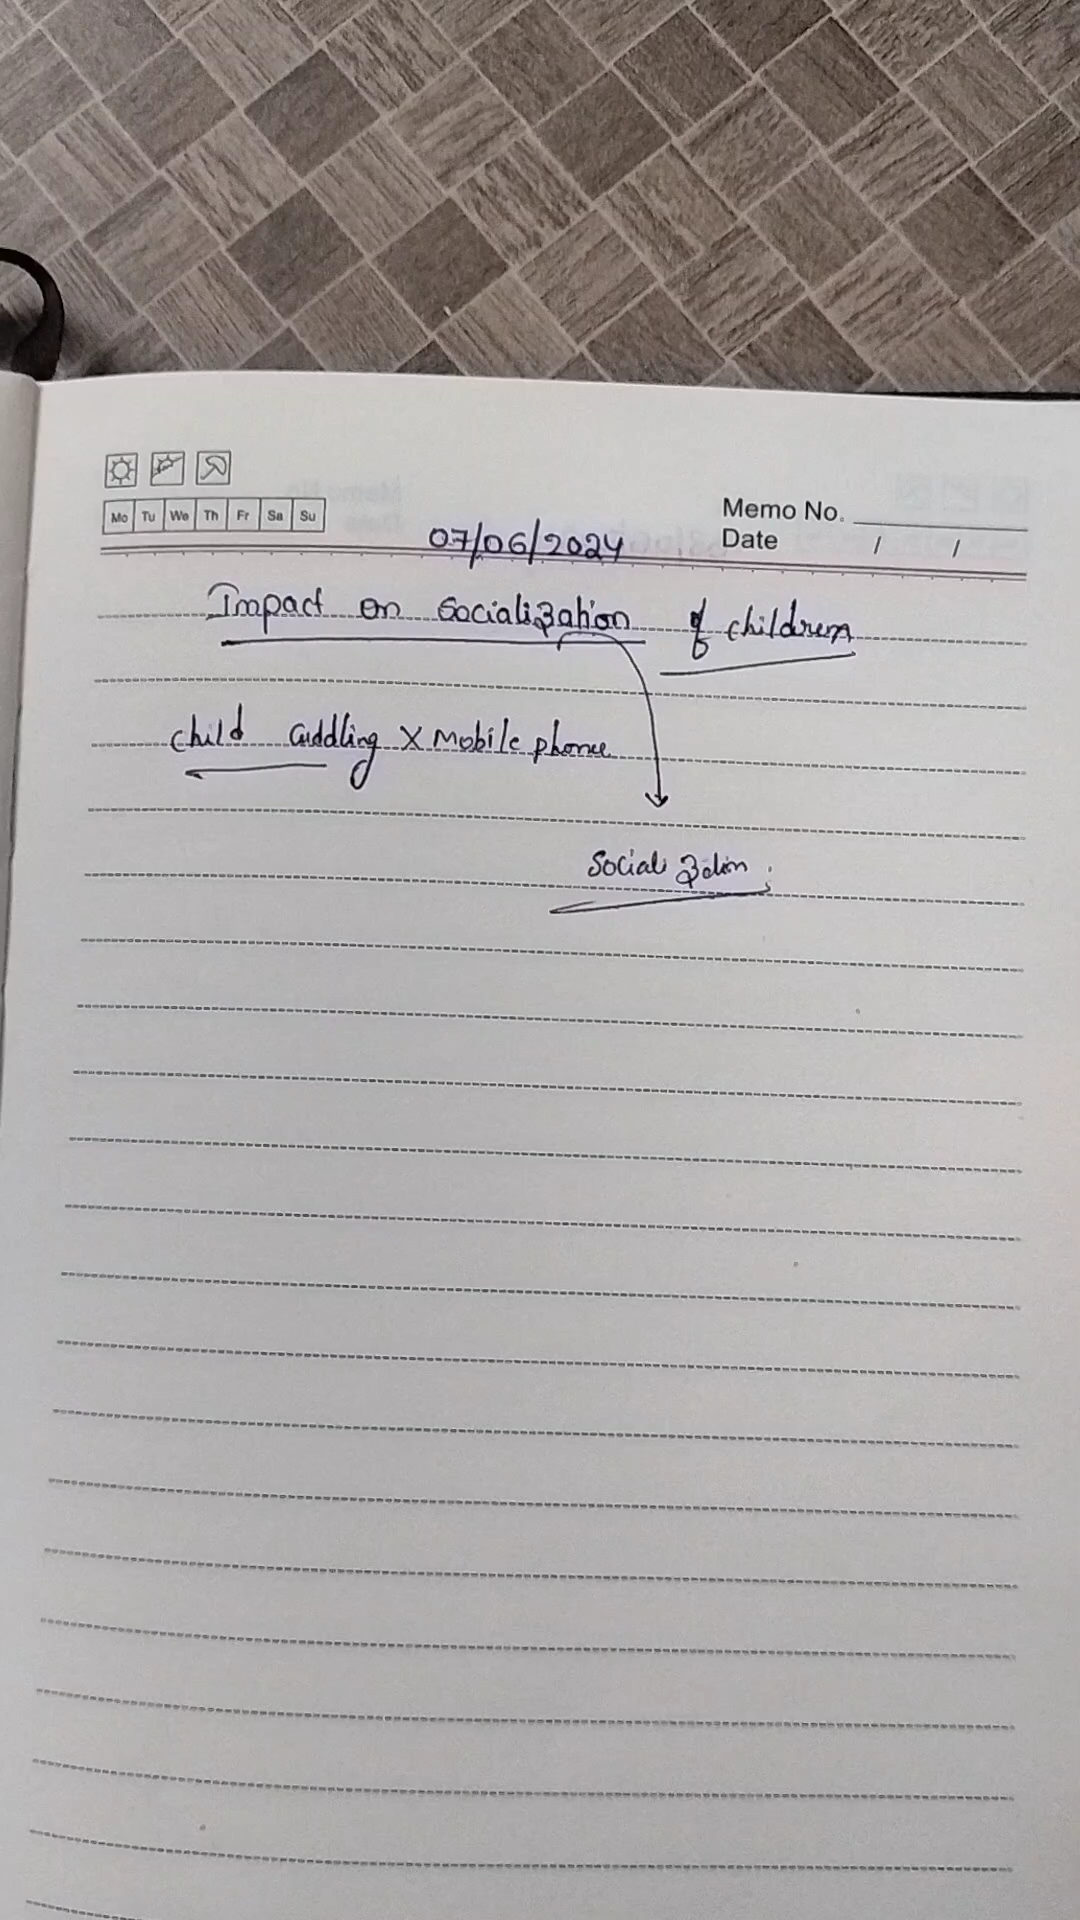 Mo Tu We Th Fr Sa Su
Memo No.
Date / /
07/06/2024
Impact on Socialization of children
child cuddling X Mobile phone
Socialization